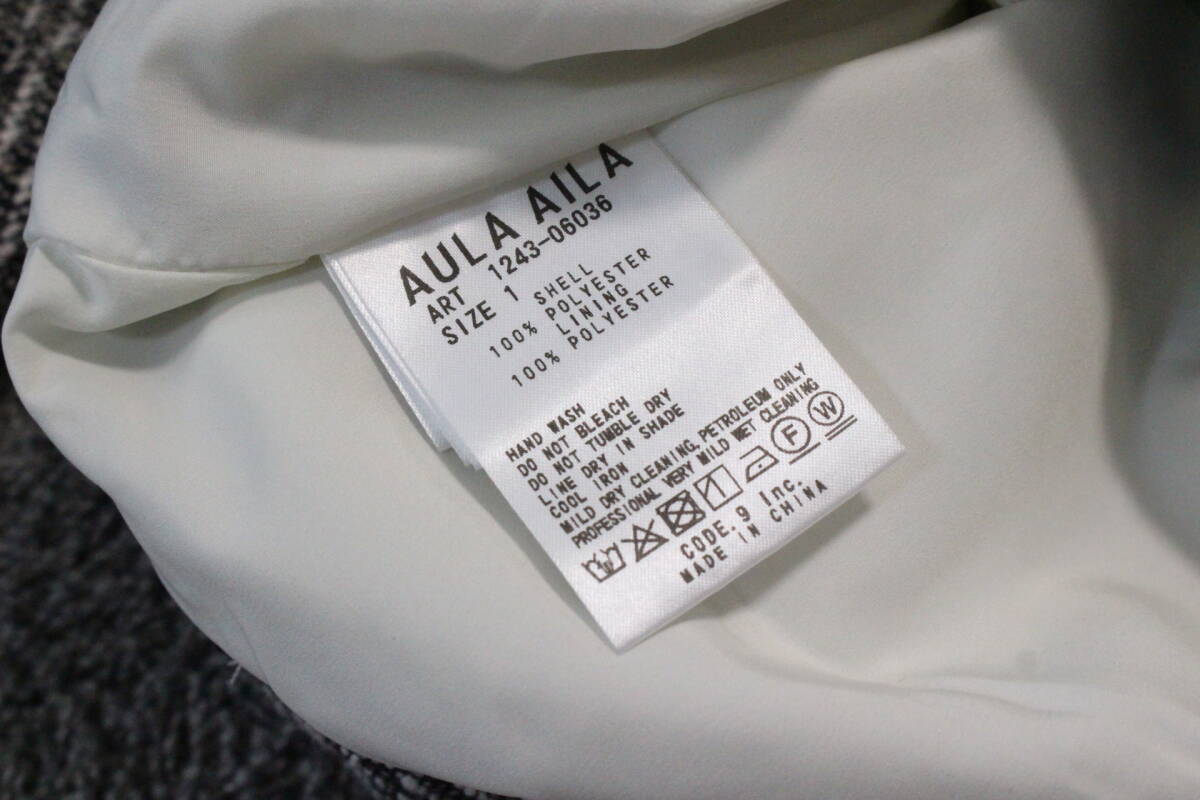 AULA AILA
ART 1243-06036
SIZE 1
SHELL
100% POLYESTER
LINING
100% POLYESTER
HAND WASH
DO NOT BLEACH
DO NOT TUMBLE DRY
LINE DRY IN SHADE
COOL IRON
MILD DRY CLEANING, PETROLEUM ONLY
PROFESSIONAL VERY MILD WET CLEANING
F W
CODE.9 Inc.
MADE IN CHINA